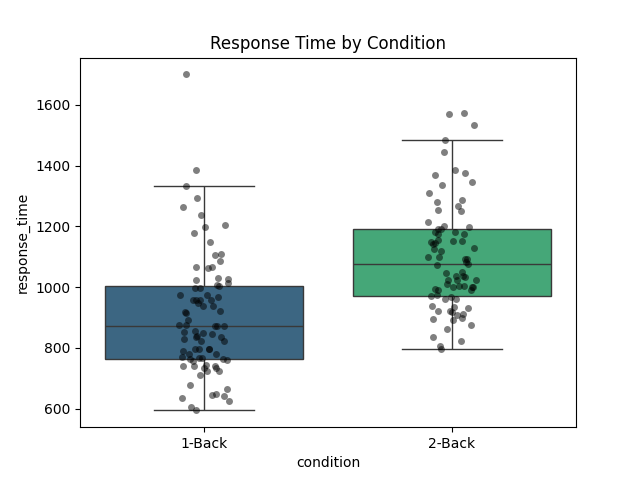 Response Time by Condition
response_time
1600
1400
1200
1000
800
600
1-Back
2-Back
condition